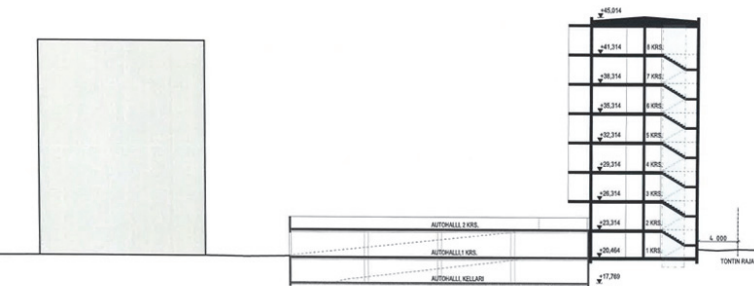 +45,014
+41,314 8 KRS.
+38,314 7 KRS.
+35,314 6 KRS.
+32,314 5 KRS.
+29,314 4 KRS.
+26,314 3 KRS.
AUTOHALLI, 2 KRS.
+23,314 2 KRS.
4 000
AUTOHALLI,1 KRS.
+20,464 1 KRS.
TONTIN RAJA
AUTOHALLI, KELLARI
+17,769